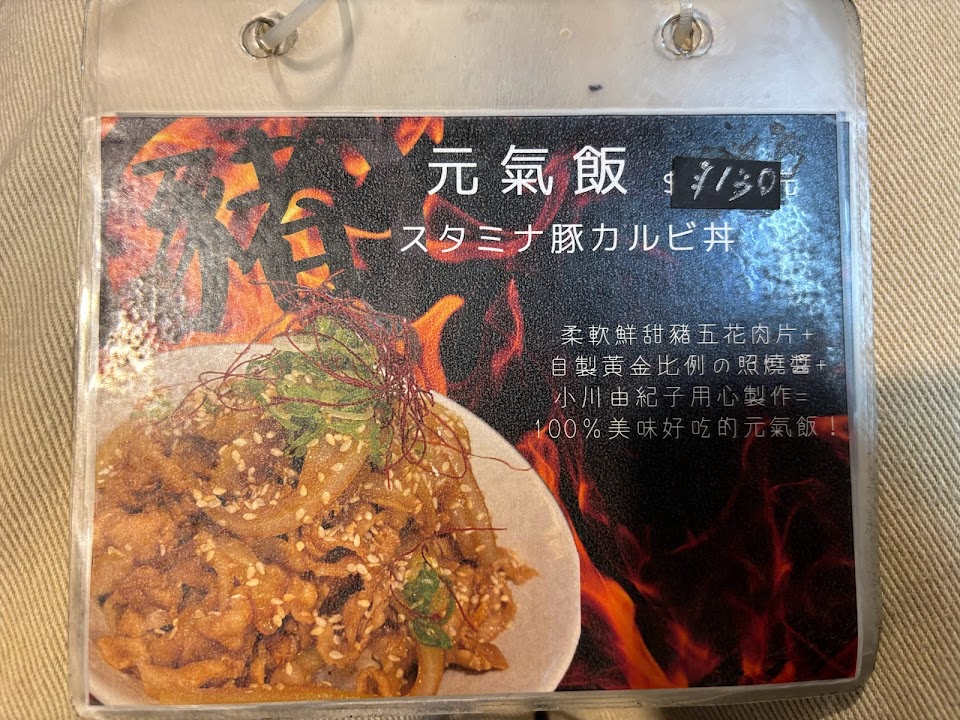 豬
元氣飯 $130
スタミナ豚カルビ丼
柔軟鮮甜豬五花肉片+
自製黃金比例の照燒醬+
小川由紀子用心製作=
100%美味好吃的元氣飯！